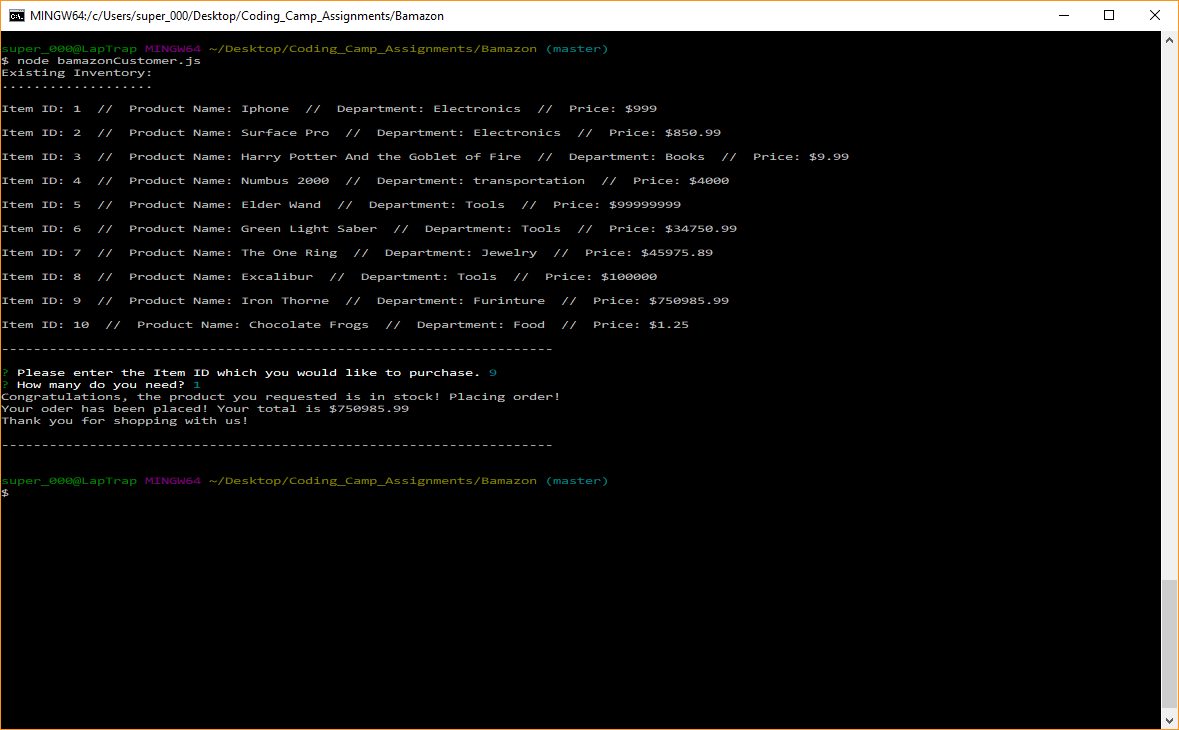 MINGW64:/c/Users/super_000/Desktop/Coding_Camp_Assignments/Bamazon
super_000@LapTrap MINGW64 ~/Desktop/Coding_Camp_Assignments/Bamazon (master)
$ node bamazonCustomer.js
Existing Inventory:
...................
Item ID: 1  //  Product Name: Iphone  //  Department: Electronics  //  Price: $999
Item ID: 2  //  Product Name: Surface Pro  //  Department: Electronics  //  Price: $850.99
Item ID: 3  //  Product Name: Harry Potter And the Goblet of Fire  //  Department: Books  //  Price: $9.99
Item ID: 4  //  Product Name: Numbus 2000  //  Department: transportation  //  Price: $4000
Item ID: 5  //  Product Name: Elder Wand  //  Department: Tools  //  Price: $99999999
Item ID: 6  //  Product Name: Green Light Saber  //  Department: Tools  //  Price: $34750.99
Item ID: 7  //  Product Name: The One Ring  //  Department: Jewelry  //  Price: $45975.89
Item ID: 8  //  Product Name: Excalibur  //  Department: Tools  //  Price: $100000
Item ID: 9  //  Product Name: Iron Thorne  //  Department: Furinture  //  Price: $750985.99
Item ID: 10  //  Product Name: Chocolate Frogs  //  Department: Food  //  Price: $1.25
---------------------------------------------------------------------
? Please enter the Item ID which you would like to purchase. 9
? How many do you need? 1
Congratulations, the product you requested is in stock! Placing order!
Your oder has been placed! Your total is $750985.99
Thank you for shopping with us!
---------------------------------------------------------------------
super_000@LapTrap MINGW64 ~/Desktop/Coding_Camp_Assignments/Bamazon (master)
$